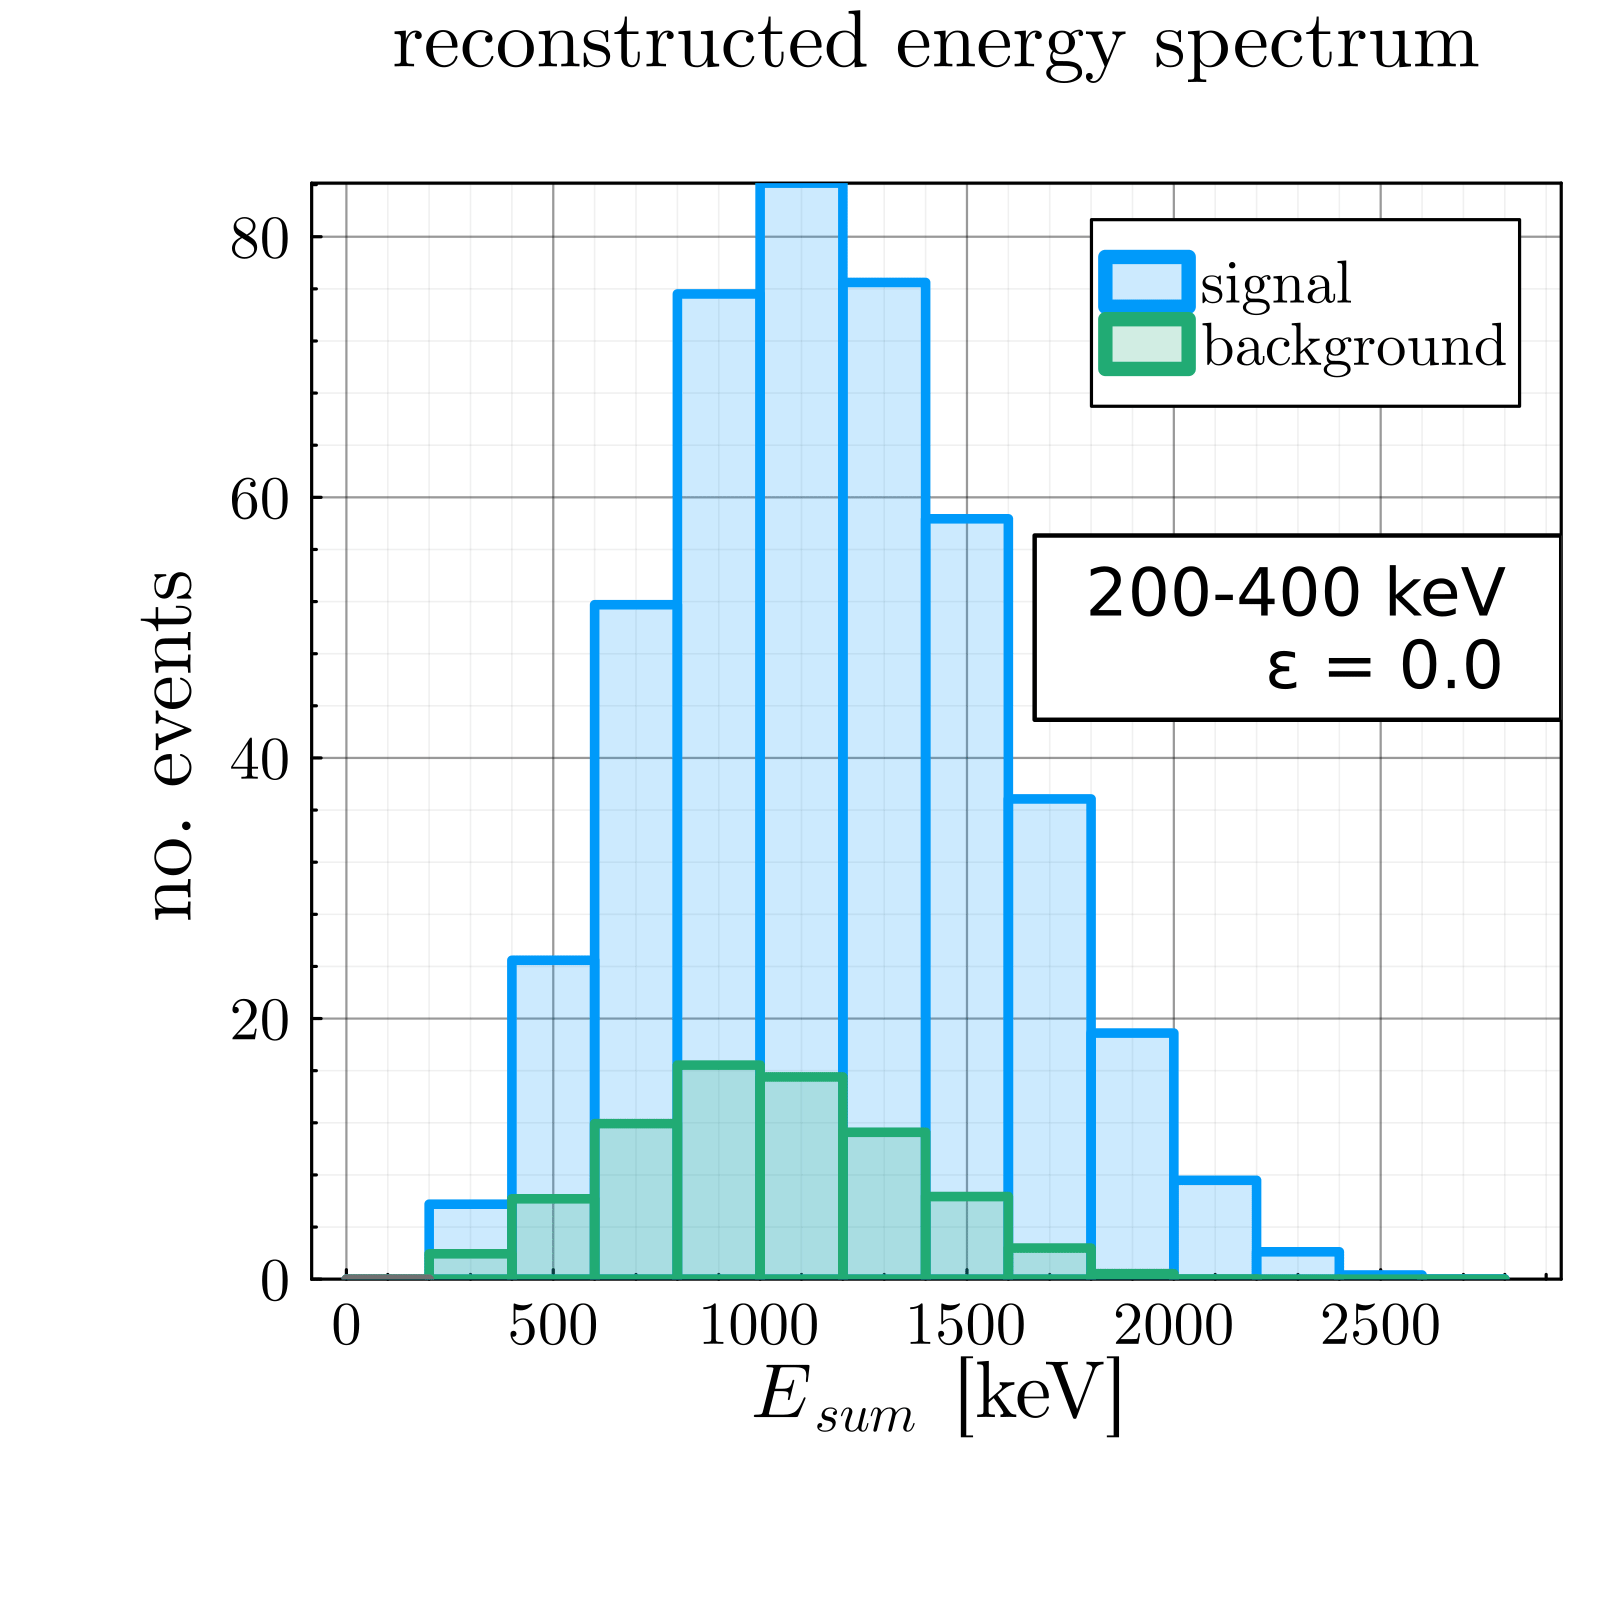 reconstructed energy spectrum
80
60
40
20
0
no. events
signal
background
200-400 keV
ε = 0.0
0 500 1000 1500 2000 2500
E_sum [keV]